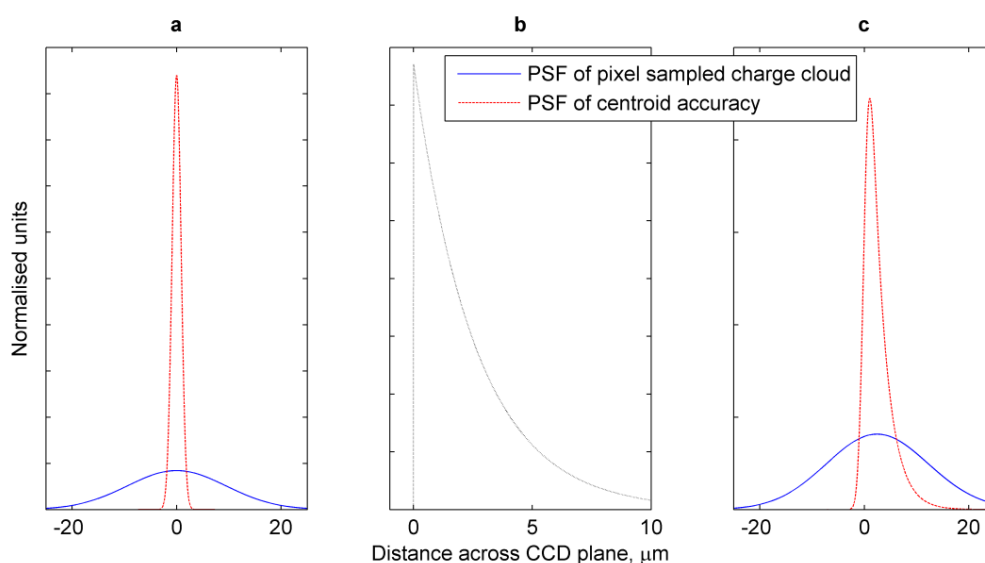 a b c
PSF of pixel sampled charge cloud
PSF of centroid accuracy
Normalised units
-20 0 20 0 5 10 -20 0 20
Distance across CCD plane, μm